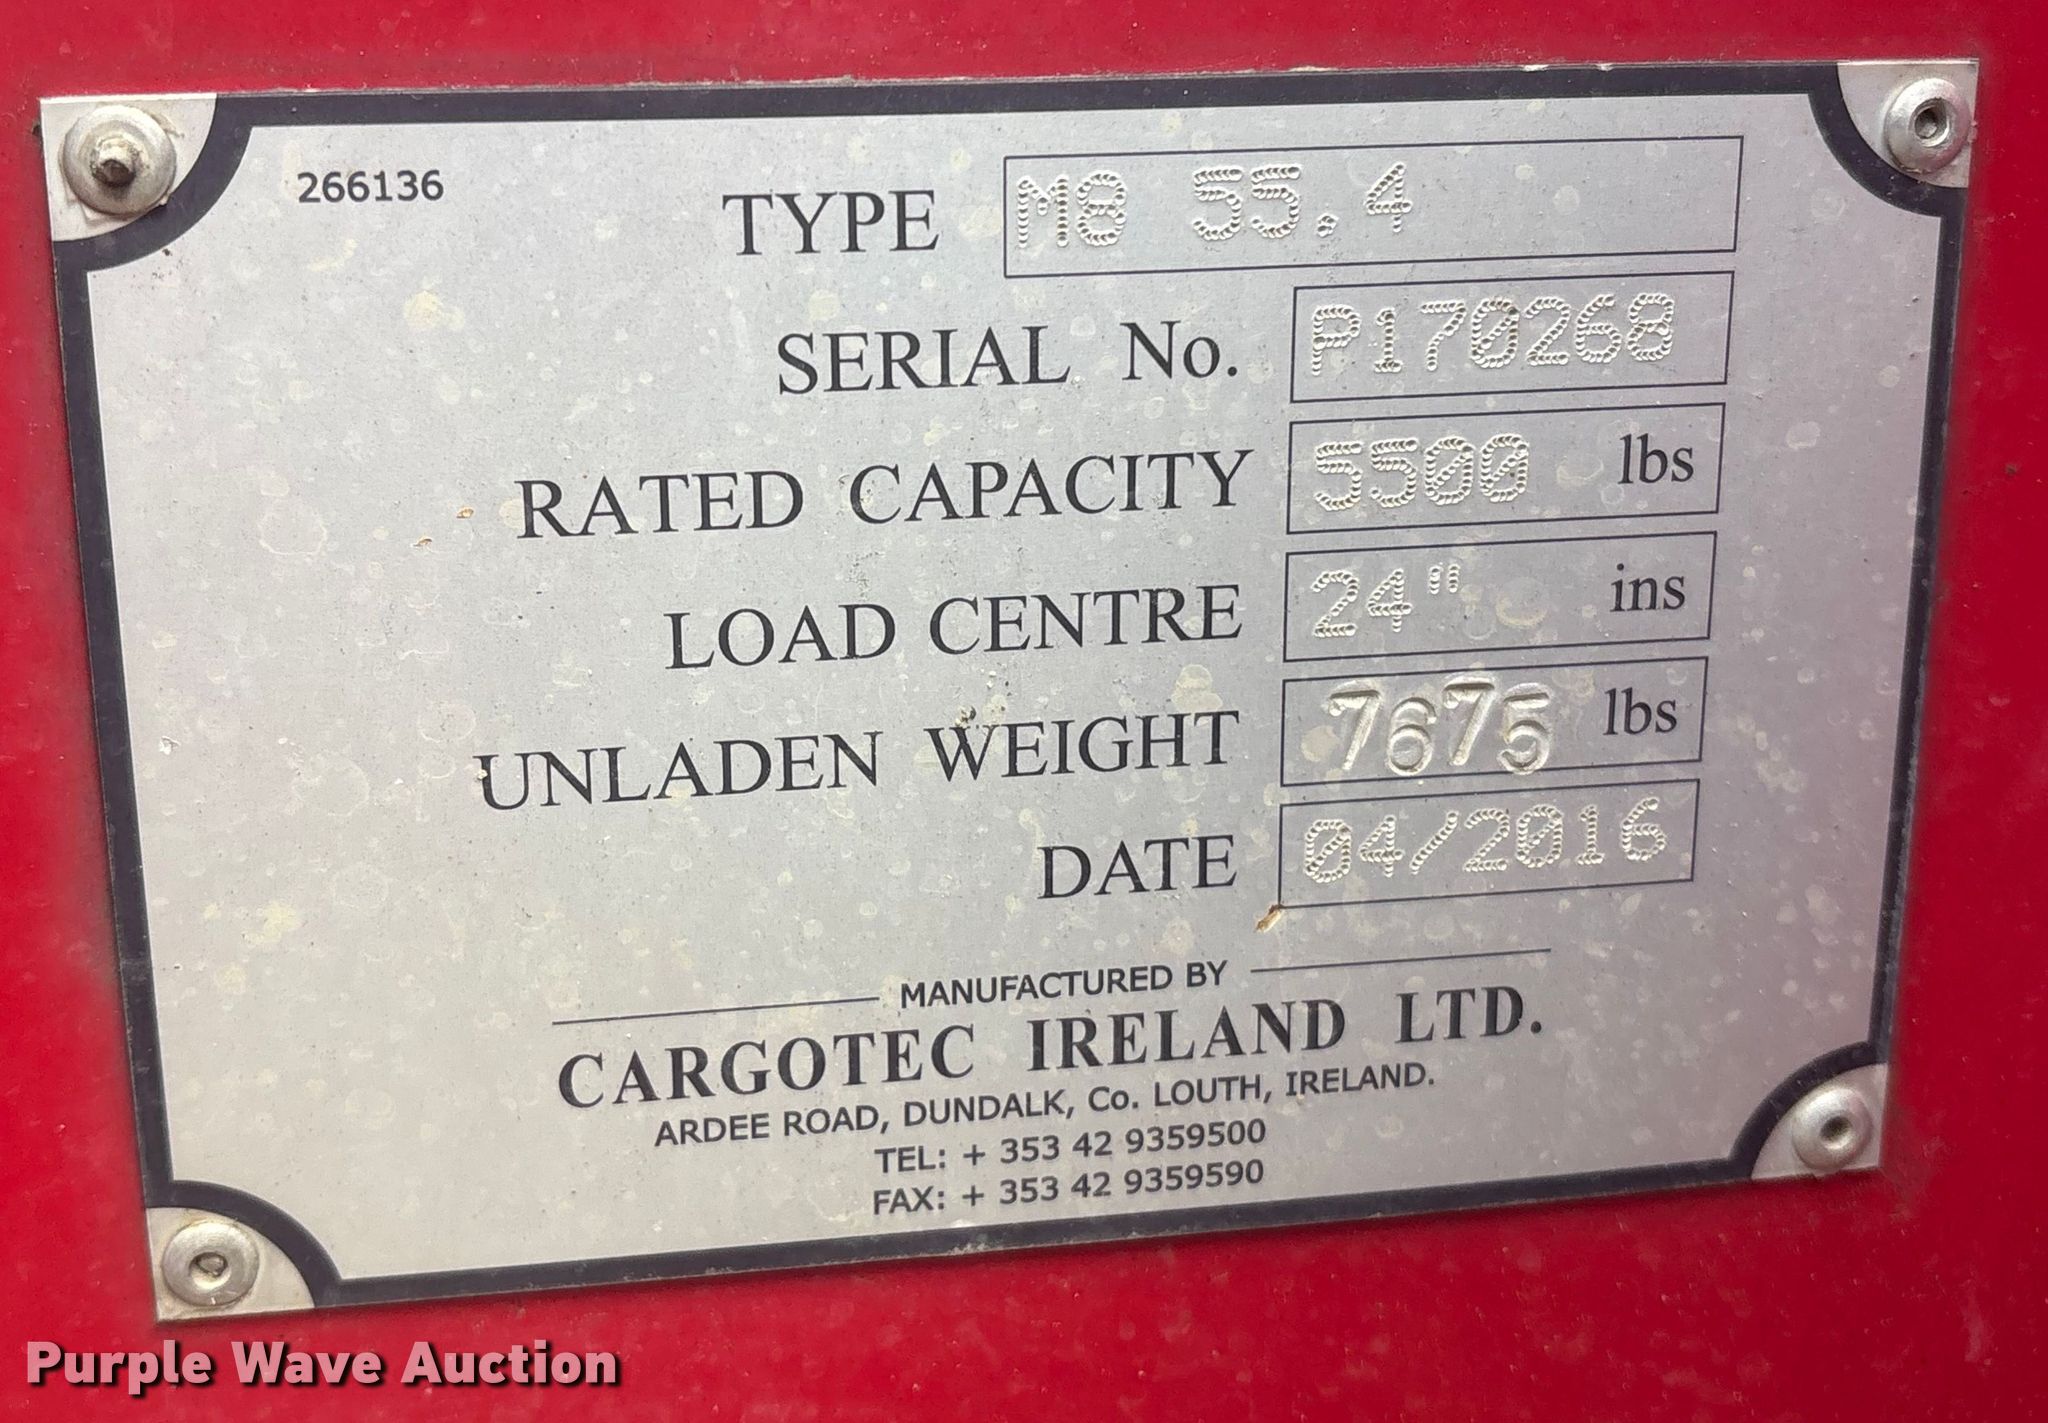 266136
TYPE M8 55.4
SERIAL No. P170268
RATED CAPACITY 5500 lbs
LOAD CENTRE 24" ins
UNLADEN WEIGHT 7675 lbs
DATE 04/2016
MANUFACTURED BY
CARGOTEC IRELAND LTD.
ARDEE ROAD, DUNDALK, Co. LOUTH, IRELAND.
TEL: + 353 42 9359500
FAX: + 353 42 9359590
Purple Wave Auction